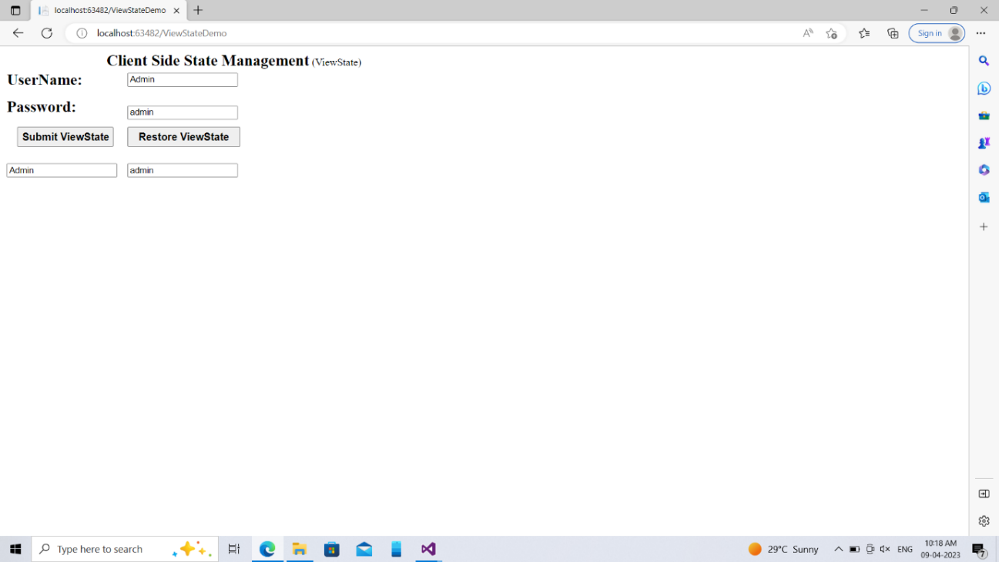 localhost:63482/ViewStateDemo
localhost:63482/ViewStateDemo
Sign in
Client Side State Management (ViewState)
UserName: Admin
Password: admin
Submit ViewState Restore ViewState
Admin admin
Type here to search
29°C Sunny
ENG
10:18 AM
09-04-2023
7